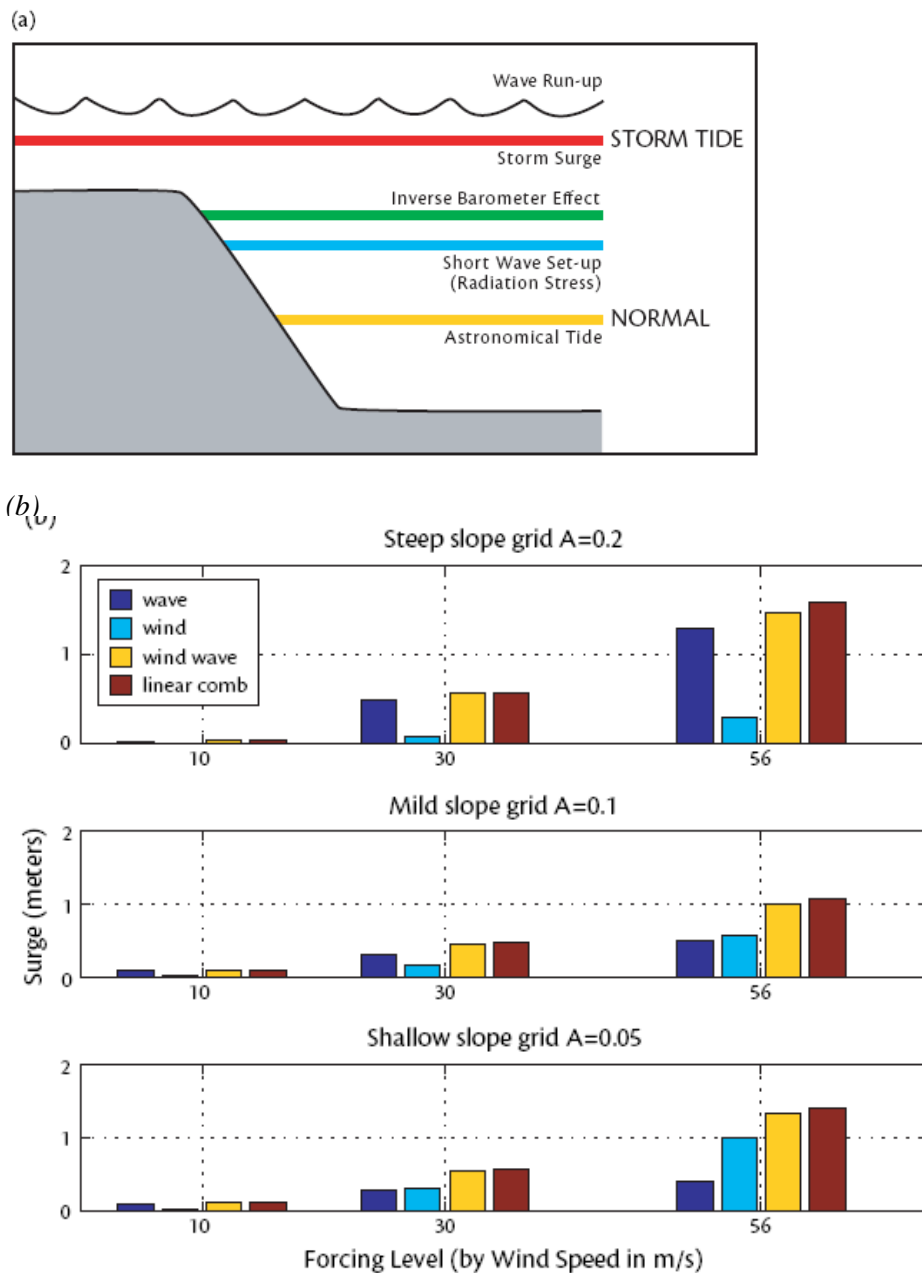 (a)
Wave Run-up
STORM TIDE
Storm Surge
Inverse Barometer Effect
Short Wave Set-up
(Radiation Stress)
NORMAL
Astronomical Tide
(b)
(b)
Steep slope grid A=0.2
2
wave
wind
1
wind wave
linear comb
0
10
30
56
Mild slope grid A=0.1
2
1
0
10
30
56
Surge (meters)
Shallow slope grid A=0.05
2
1
0
10
30
56
Forcing Level (by Wind Speed in m/s)